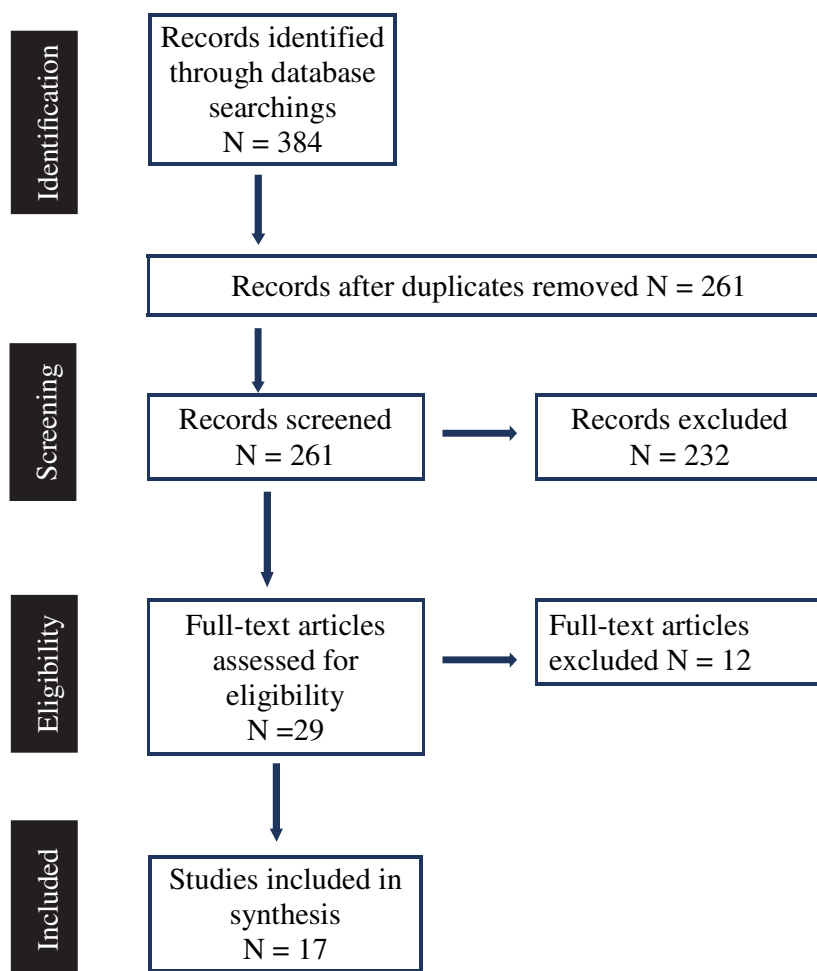 Identification
Records identified
through database
searchings
N = 384
Records after duplicates removed N = 261
Screening
Records screened
N = 261
Records excluded
N = 232
Eligibility
Full-text articles
assessed for
eligibility
N =29
Full-text articles
excluded N = 12
Included
Studies included in
synthesis
N = 17